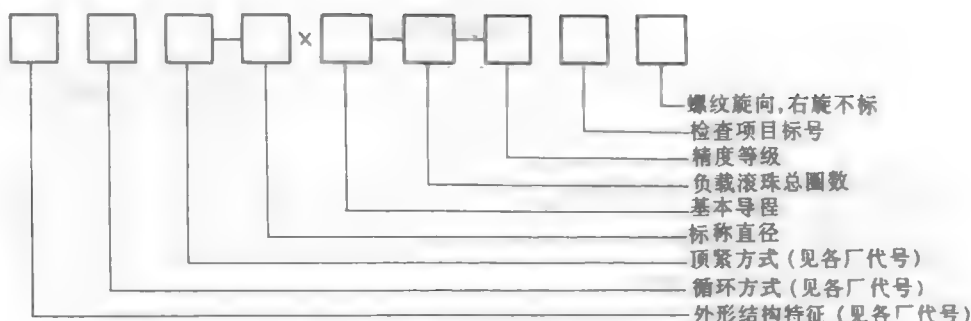 ×
螺纹旋向,右旋不标
检查项目标号
精度等级
负载滚珠总圈数
基本导程
标称直径
顶紧方式(见各厂代号)
循环方式(见各厂代号)
外形结构特征(见各厂代号)